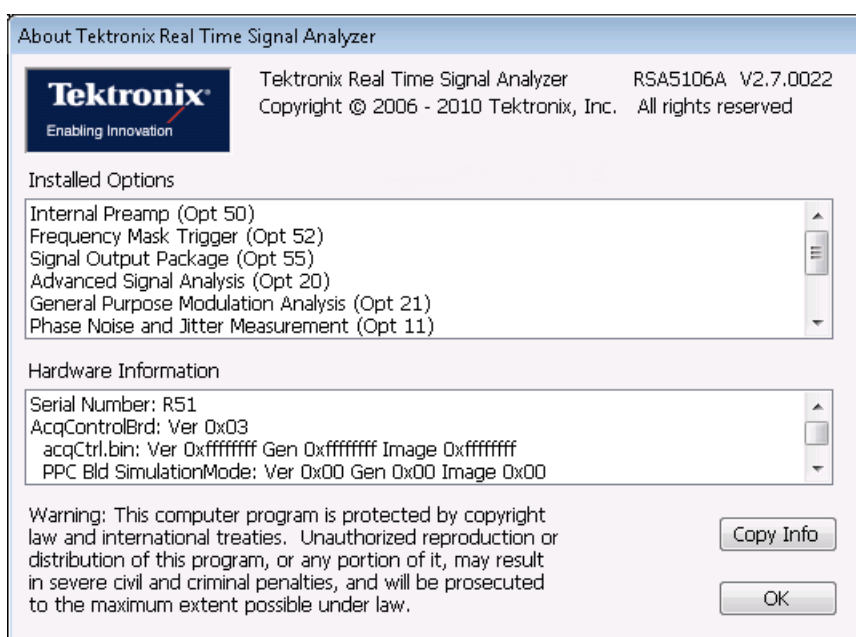 About Tektronix Real Time Signal Analyzer
Tektronix
Enabling Innovation
Tektronix Real Time Signal Analyzer RSA5106A V2.7.0022
Copyright © 2006 - 2010 Tektronix, Inc. All rights reserved
Installed Options
Internal Preamp (Opt 50)
Frequency Mask Trigger (Opt 52)
Signal Output Package (Opt 55)
Advanced Signal Analysis (Opt 20)
General Purpose Modulation Analysis (Opt 21)
Phase Noise and Jitter Measurement (Opt 11)
Hardware Information
Serial Number: R51
AcqControlBrd: Ver 0x03
acqCtrl.bin: Ver 0xffffffff Gen 0xffffffff Image 0xffffffff
PPC Bld SimulationMode: Ver 0x00 Gen 0x00 Image 0x00
Warning: This computer program is protected by copyright
law and international treaties. Unauthorized reproduction or
distribution of this program, or any portion of it, may result
in severe civil and criminal penalties, and will be prosecuted
to the maximum extent possible under law.
Copy Info
OK